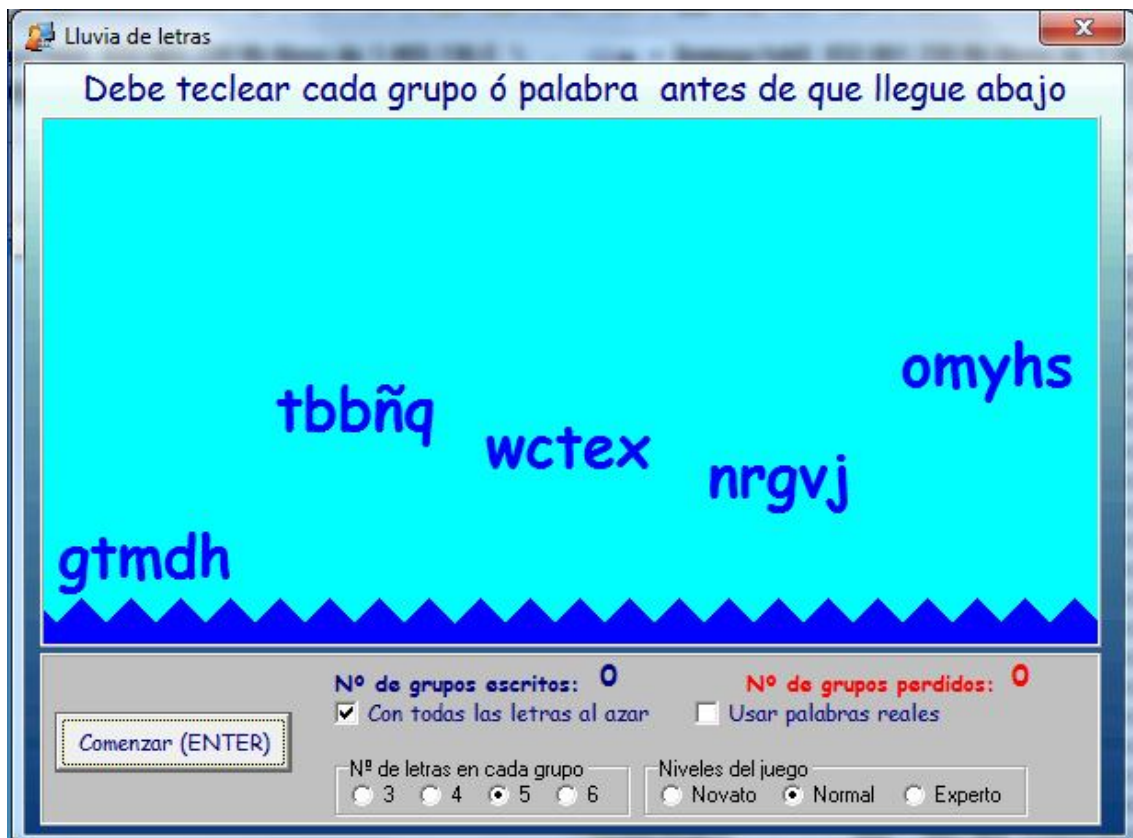 Lluvia de letras
Debe teclear cada grupo ó palabra antes de que llegue abajo
omyhs
tbbñq
wctex
nrgvj
gtmdh
Nº de grupos escritos: 0
Nº de grupos perdidos: 0
Con todas las letras al azar
Usar palabras reales
Comenzar (ENTER)
Nº de letras en cada grupo
3 4 5 6
Niveles del juego
Novato Normal Experto